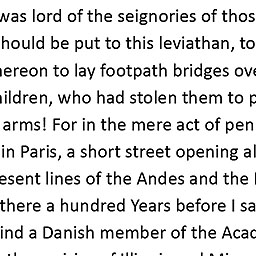 was lord of the seignories of thos
hould be put to this leviathan, to
hereon to lay footpath bridges ove
hildren, who had stolen them to p
arms! For in the mere act of pen
in Paris, a short street opening al
esent lines of the Andes and the
there a hundred Years before I sa
ind a Danish member of the Acad